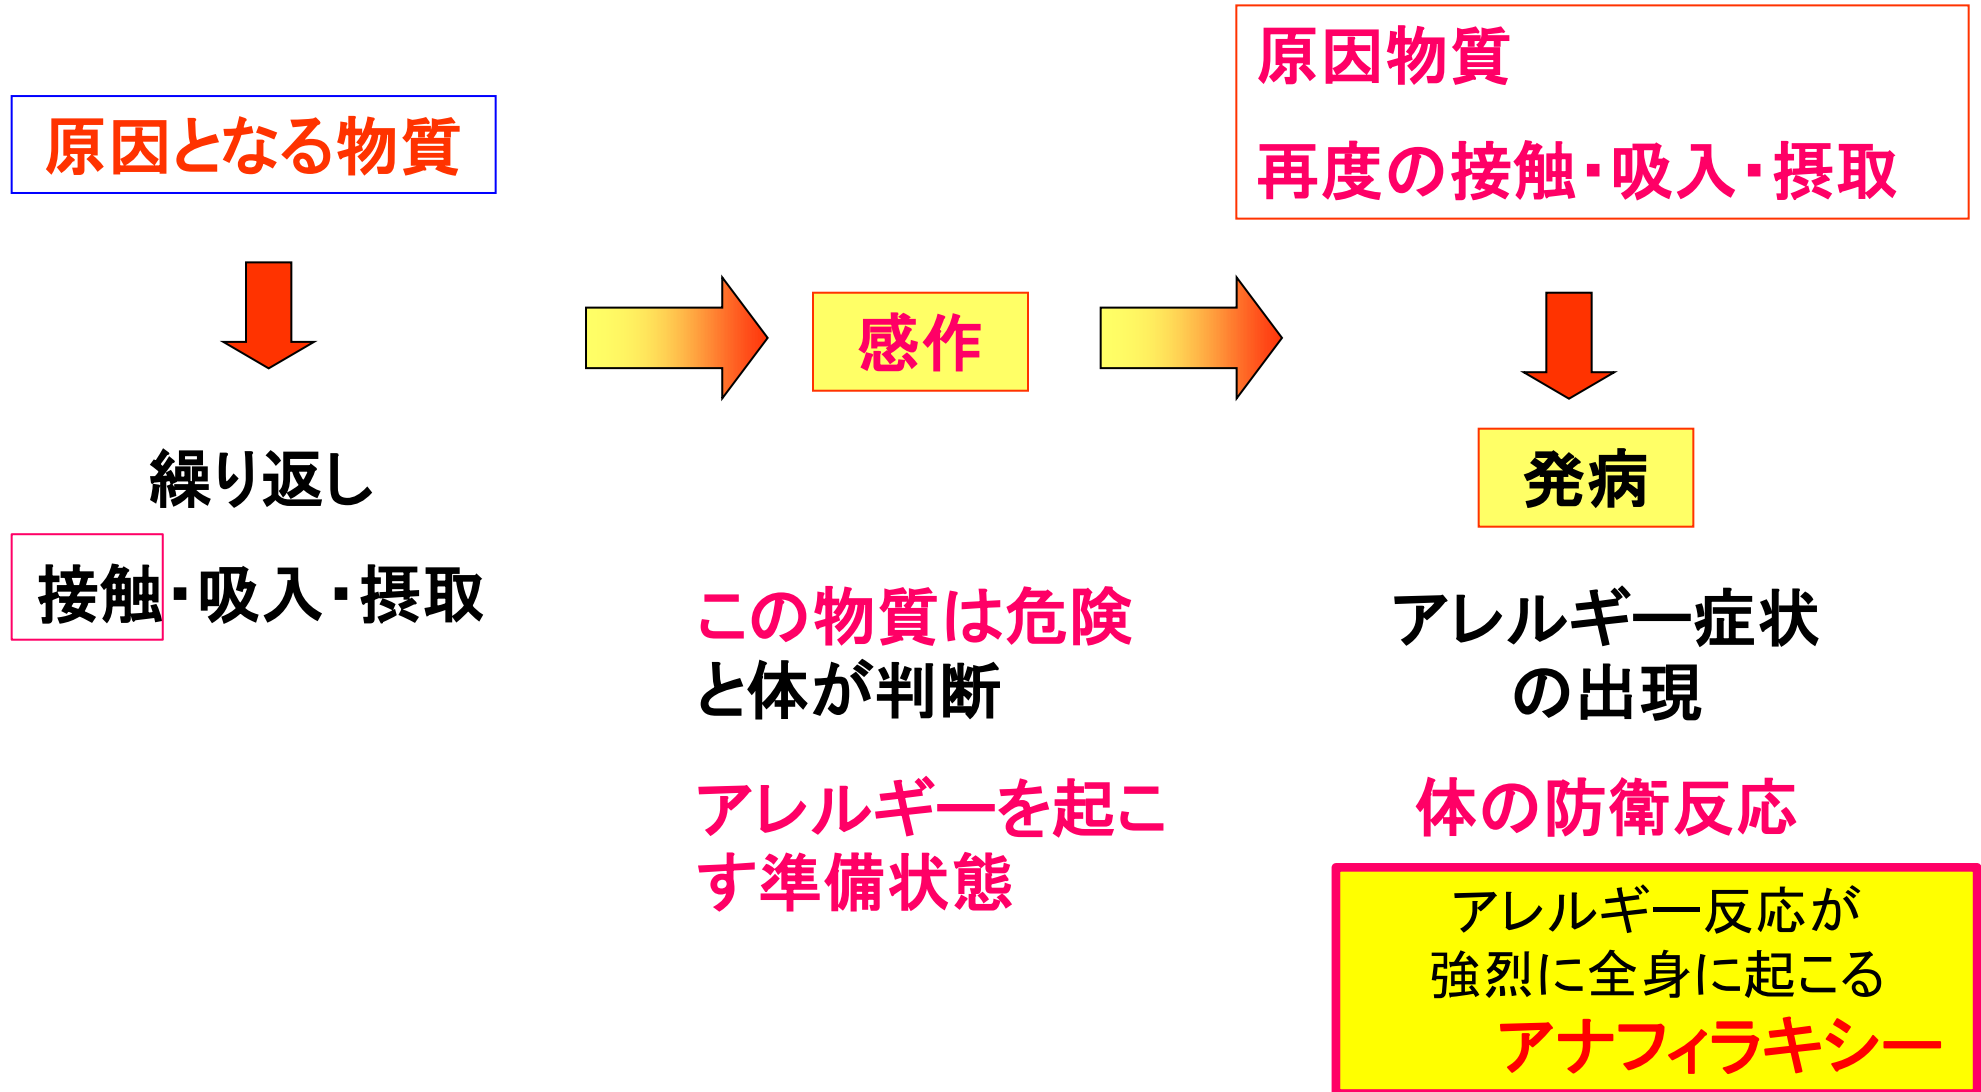 原因となる物質
繰り返し
接触・吸入・摂取
感作
この物質は危険
と体が判断
アレルギーを起こ
す準備状態
原因物質
再度の接触・吸入・摂取
発病
アレルギー症状
の出現
体の防衛反応
アレルギー反応が
強烈に全身に起こる
アナフィラキシー